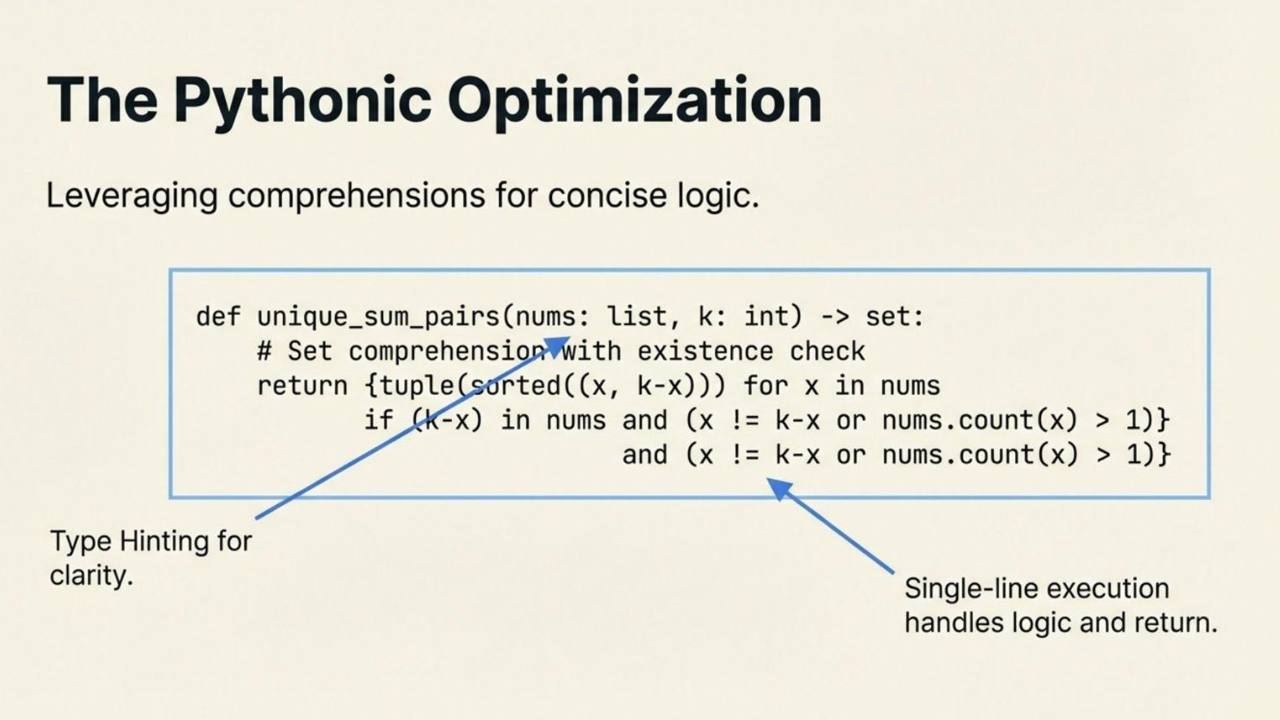 The Pythonic Optimization
Leveraging comprehensions for concise logic.
def unique_sum_pairs(nums: list, k: int) -> set:
    # Set comprehension with existence check
    return {tuple(sorted((x, k-x))) for x in nums
           if (k-x) in nums and (x != k-x or nums.count(x) > 1)}
                            and (x != k-x or nums.count(x) > 1)}
Type Hinting for
clarity.
Single-line execution
handles logic and return.